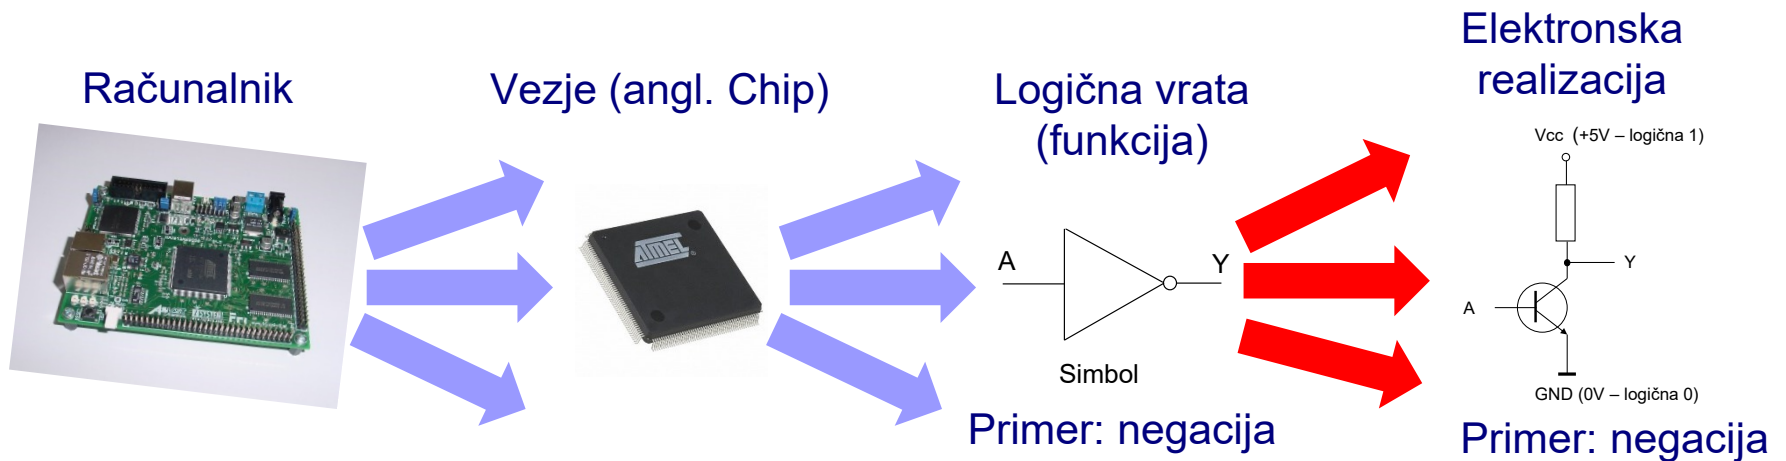 Računalnik
Vezje (angl. Chip)
ATMEL
Logična vrata
(funkcija)
A
Y
Simbol
Primer: negacija
Elektronska
realizacija
Vcc (+5V – logična 1)
Y
A
GND (0V – logična 0)
Primer: negacija